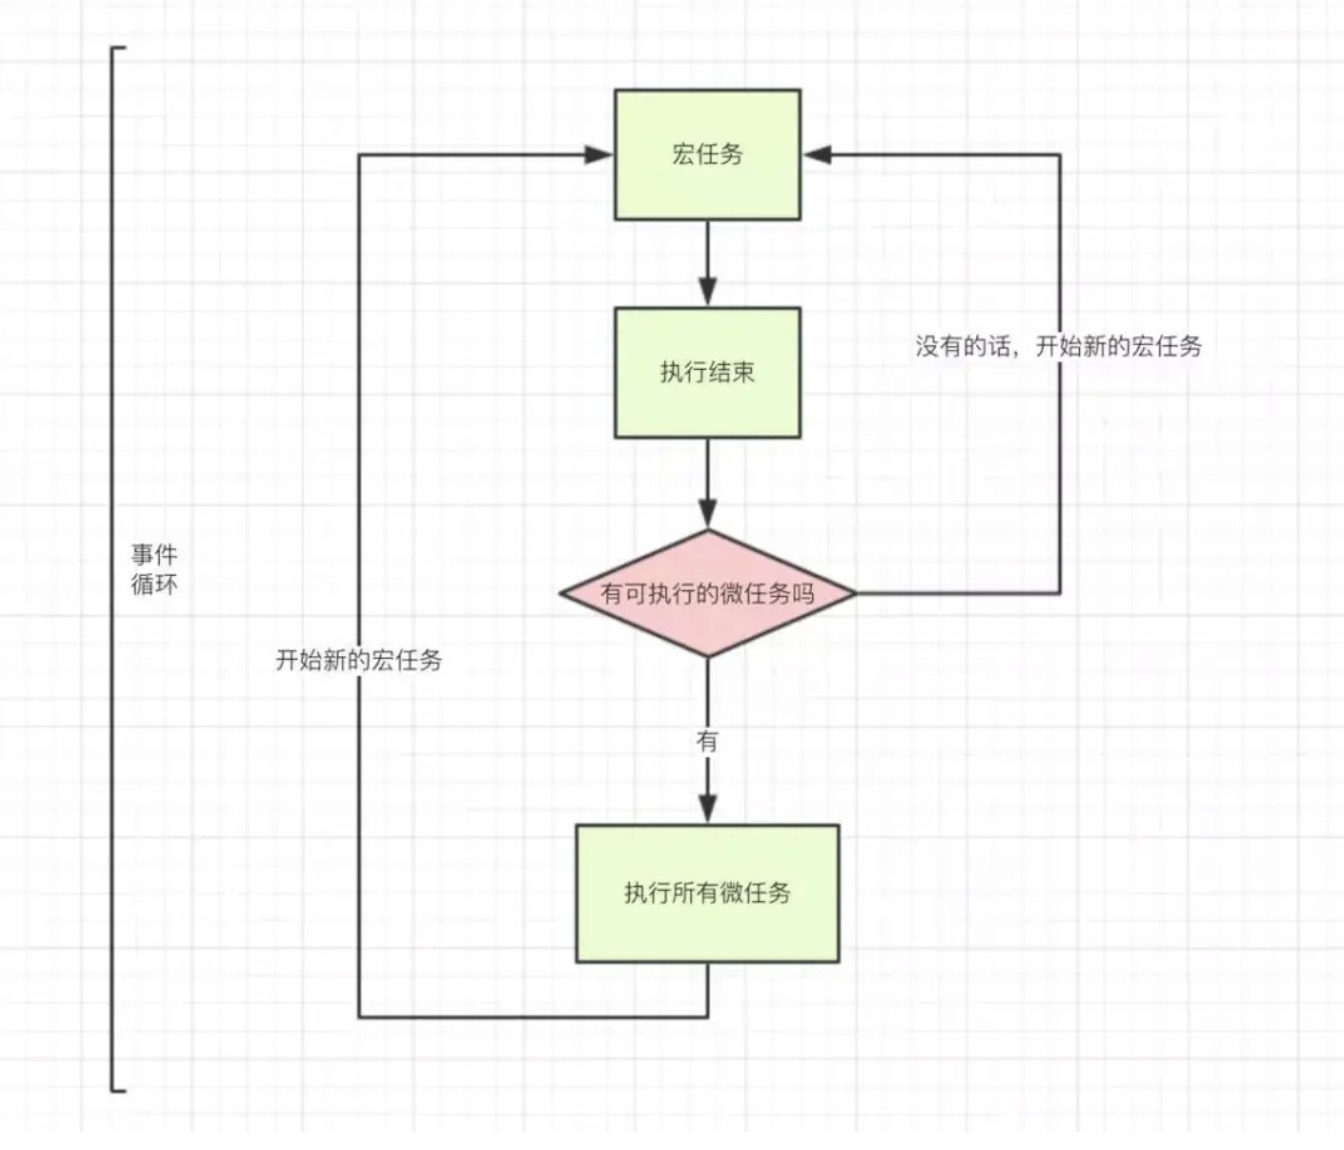 宏任务
执行结束
没有的话，开始新的宏任务
事件
循环
有可执行的微任务吗
开始新的宏任务
有
执行所有微任务